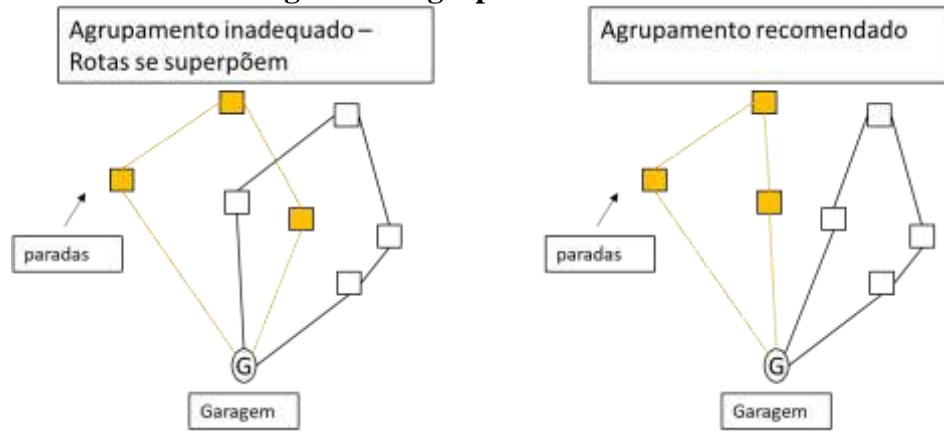 Agrupamento inadequado –
Rotas se superpõem
paradas
G
Garagem
Agrupamento recomendado
paradas
G
Garagem